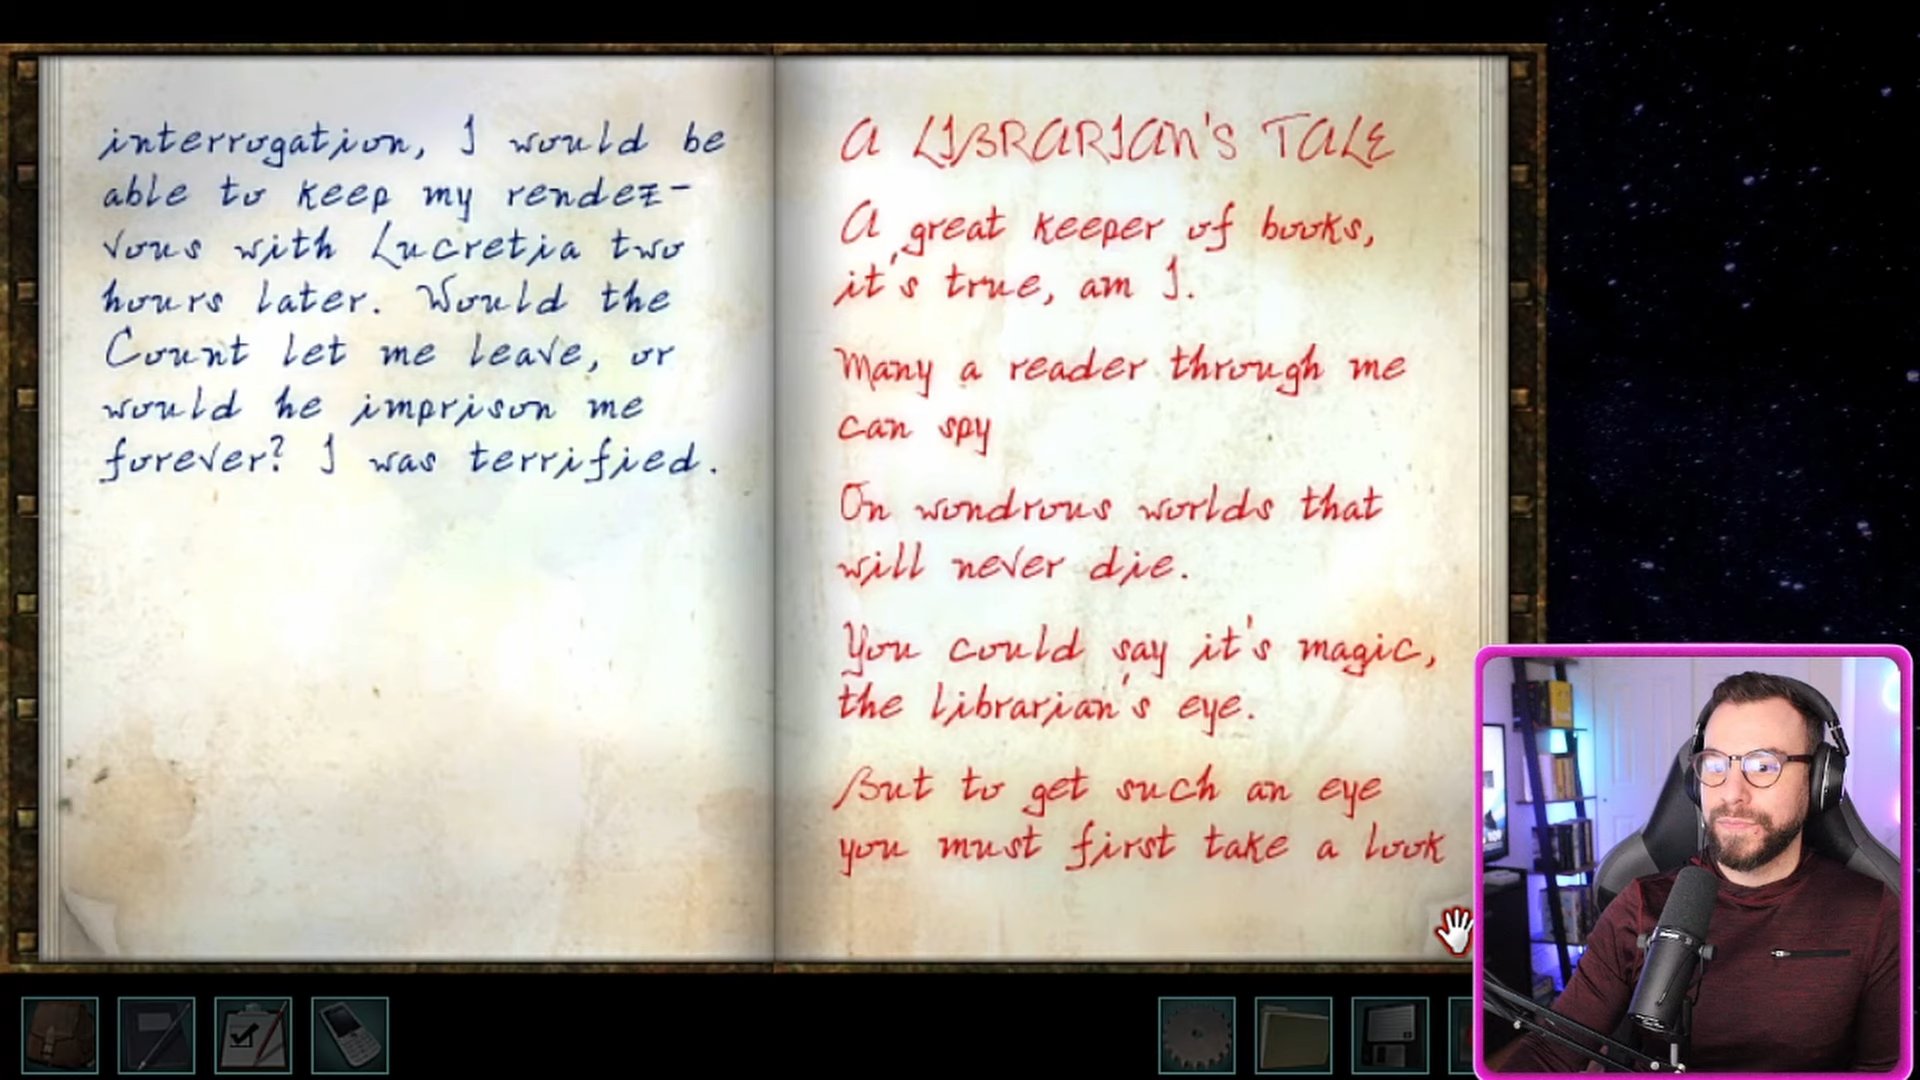 interrogation, I would be
able to keep my rendez-
vous with Lucretia two
hours later. Would the
Count let me leave, or
would he imprison me
forever? I was terrified.
A LIBRARIAN'S TALE
A great keeper of books,
it's true, am I.
Many a reader through me
can spy
On wondrous worlds that
will never die.
You could say it's magic,
the librarian's eye.
But to get such an eye
you must first take a look